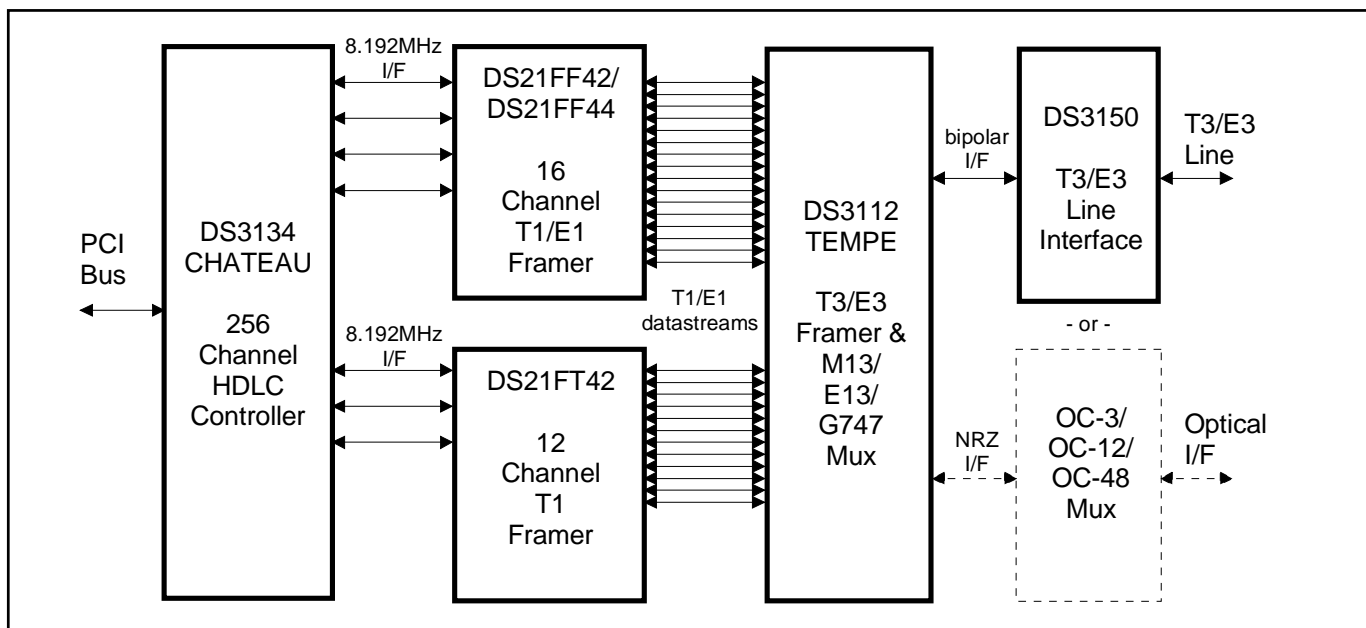 PCI
Bus
DS3134
CHATEAU
256
Channel
HDLC
Controller
8.192MHz
I/F
8.192MHz
I/F
DS21FF42/
DS21FF44
16
Channel
T1/E1
Framer
DS21FT42
12
Channel
T1
Framer
T1/E1
datastreams
DS3112
TEMPE
T3/E3
Framer &
M13/
E13/
G747
Mux
bipolar
I/F
NRZ
I/F
DS3150
T3/E3
Line
Interface
- or -
OC-3/
OC-12/
OC-48
Mux
T3/E3
Line
Optical
I/F